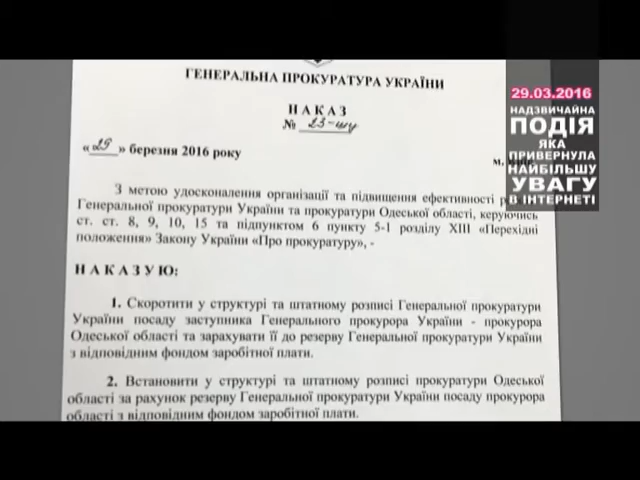 ГЕНЕРАЛЬНА ПРОКУРАТУРА УКРАЇНИ
Н А К А З
№ 23-шц
«29» березня 2016 року
м.
З метою удосконалення організації та підвищення ефективності
Генеральної прокуратури України та прокуратури Одеської області, керуючись
ст. ст. 8, 9, 10, 15 та підпунктом 6 пункту 5-1 розділу XIII «Перехідні
положення» Закону України «Про прокуратуру», -
Н А К А З У Ю:
1. Скоротити у структурі та штатному розписі Генеральної прокуратури
України посаду заступника Генерального прокурора України - прокурора
Одеської області та зарахувати її до резерву Генеральної прокуратури України
з відповідним фондом заробітної плати.
2. Встановити у структурі та штатному розписі прокуратури Одеської
області за рахунок резерву Генеральної прокуратури України посаду прокурора
області з відповідним фондом заробітної плати.
29.03.2016
НАДЗВИЧАЙНА
ПОДІЯ
ЯКА
ПРИВЕРНУЛА
НАЙБІЛЬШУ
УВАГУ
В ІНТЕРНЕТІ